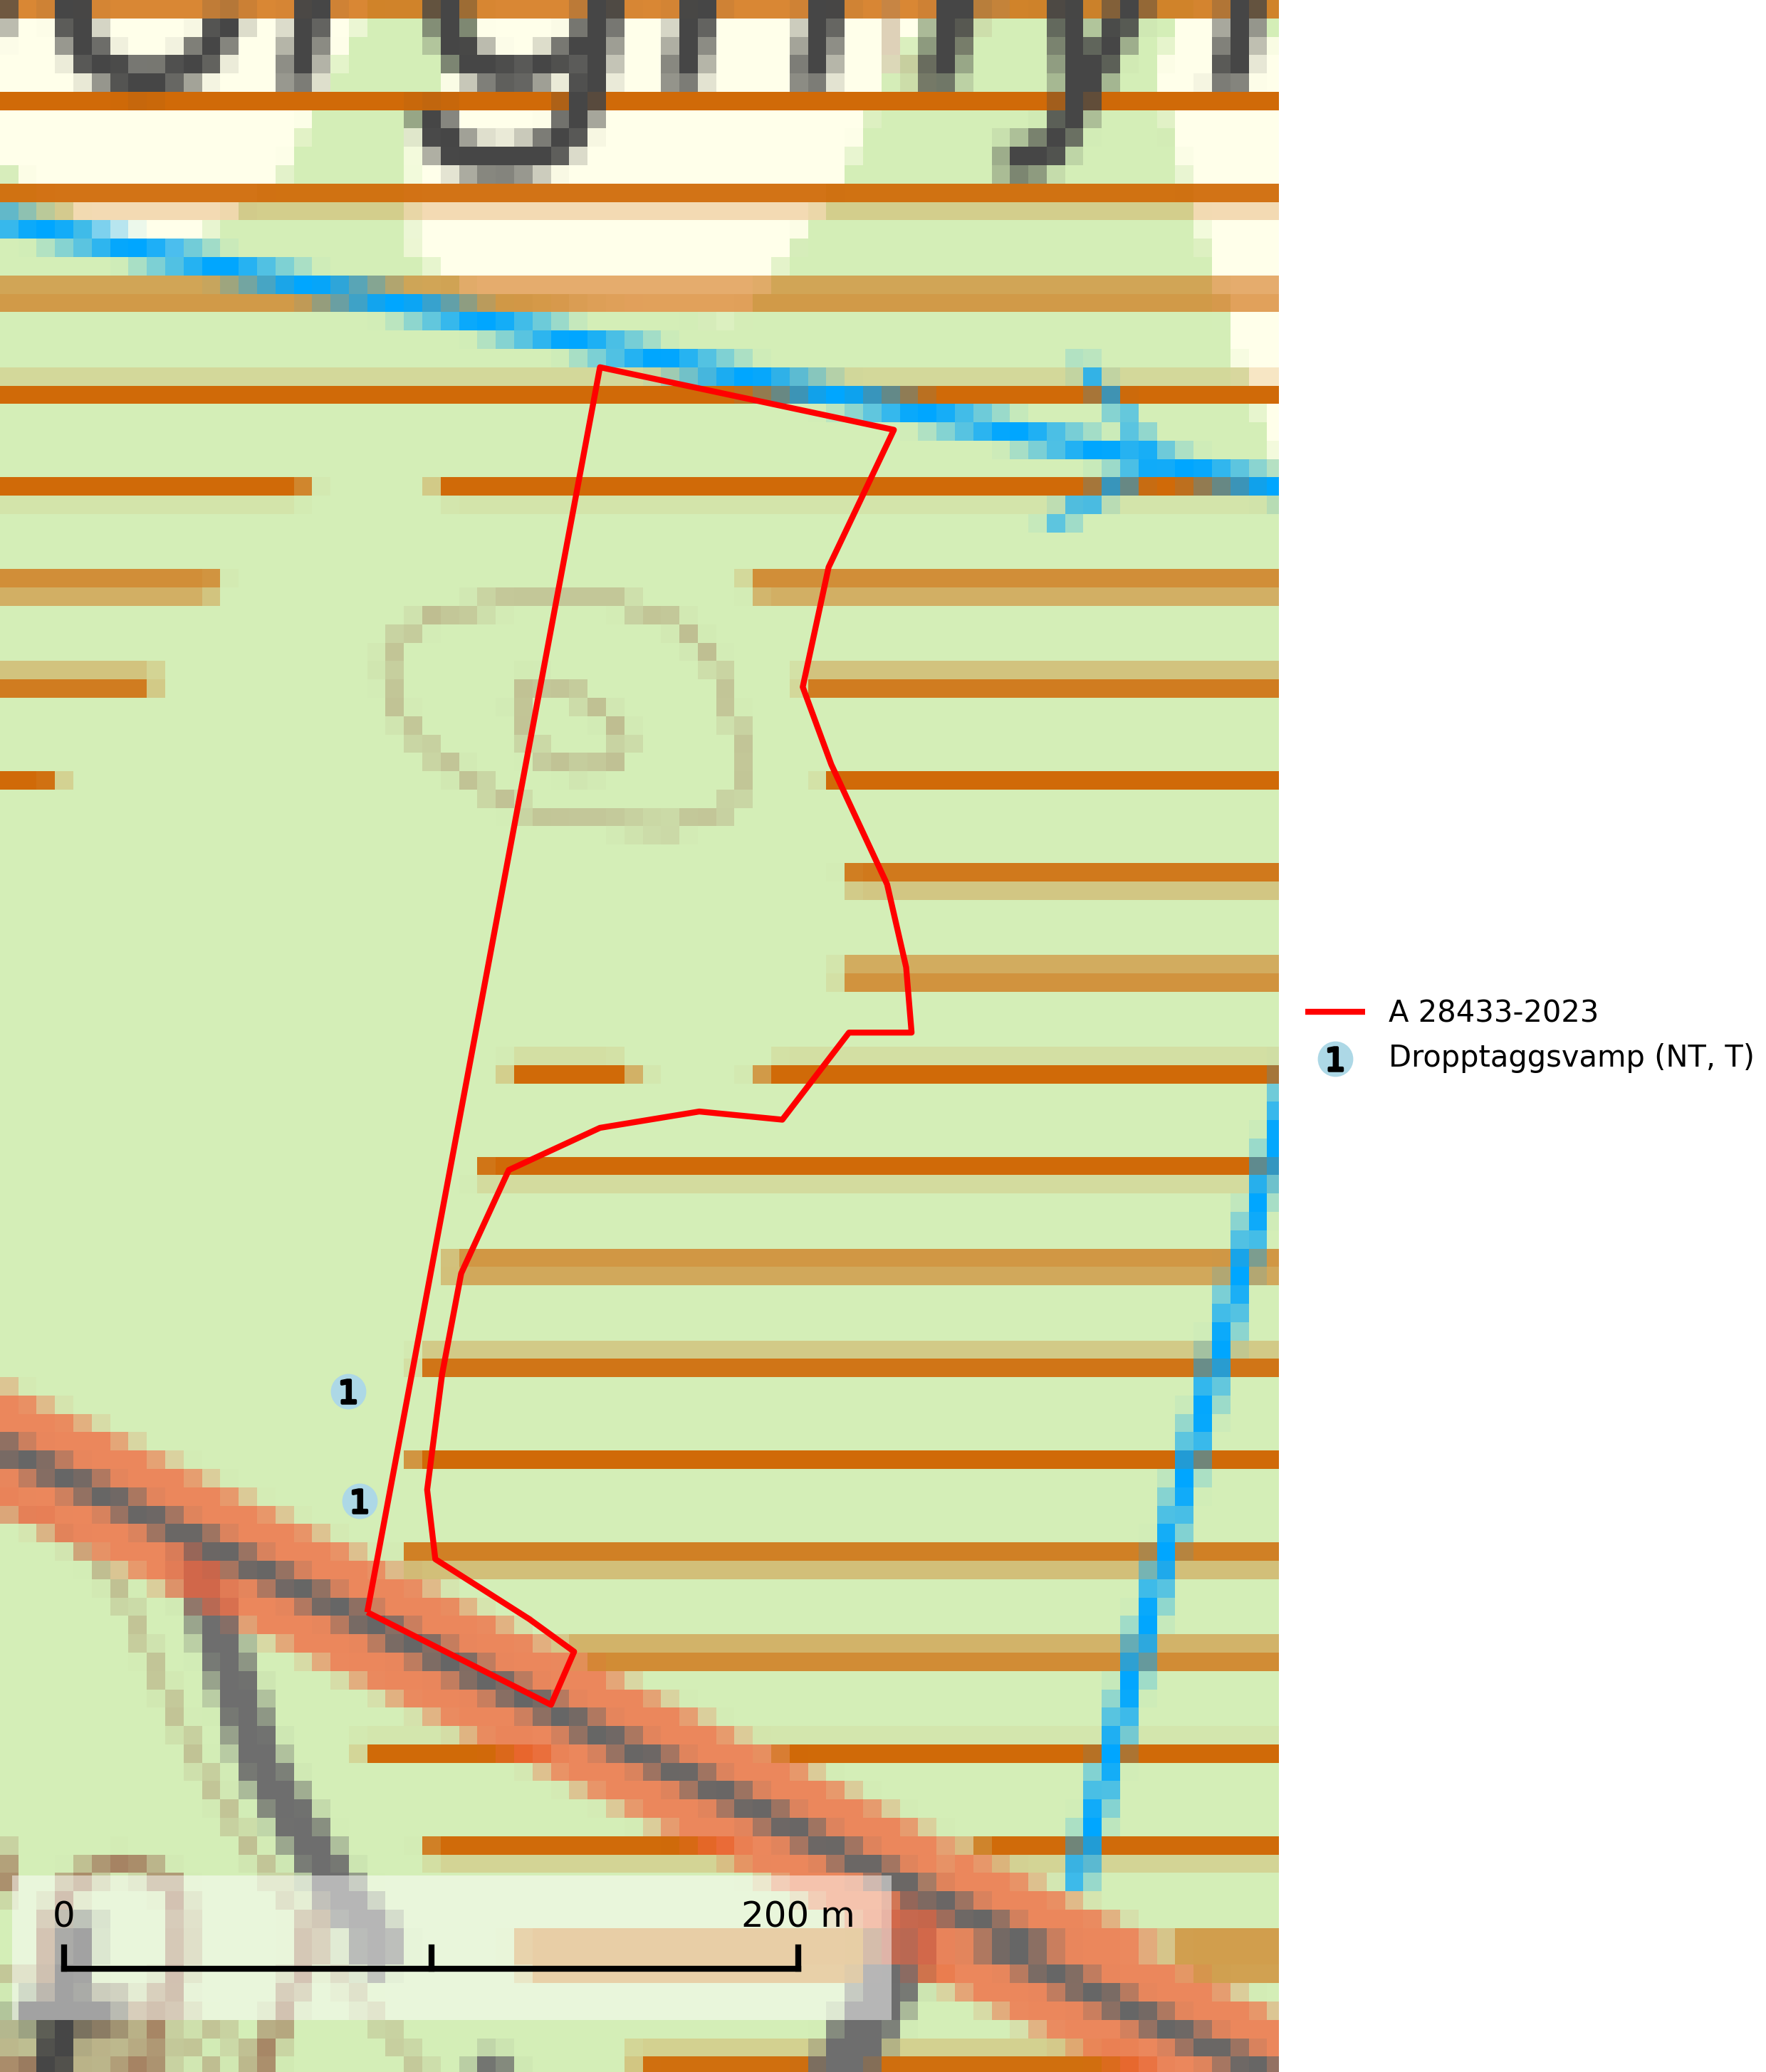 A 28433-2023
1 Dropptaggsvamp (NT, T)
1
1
0 200 m